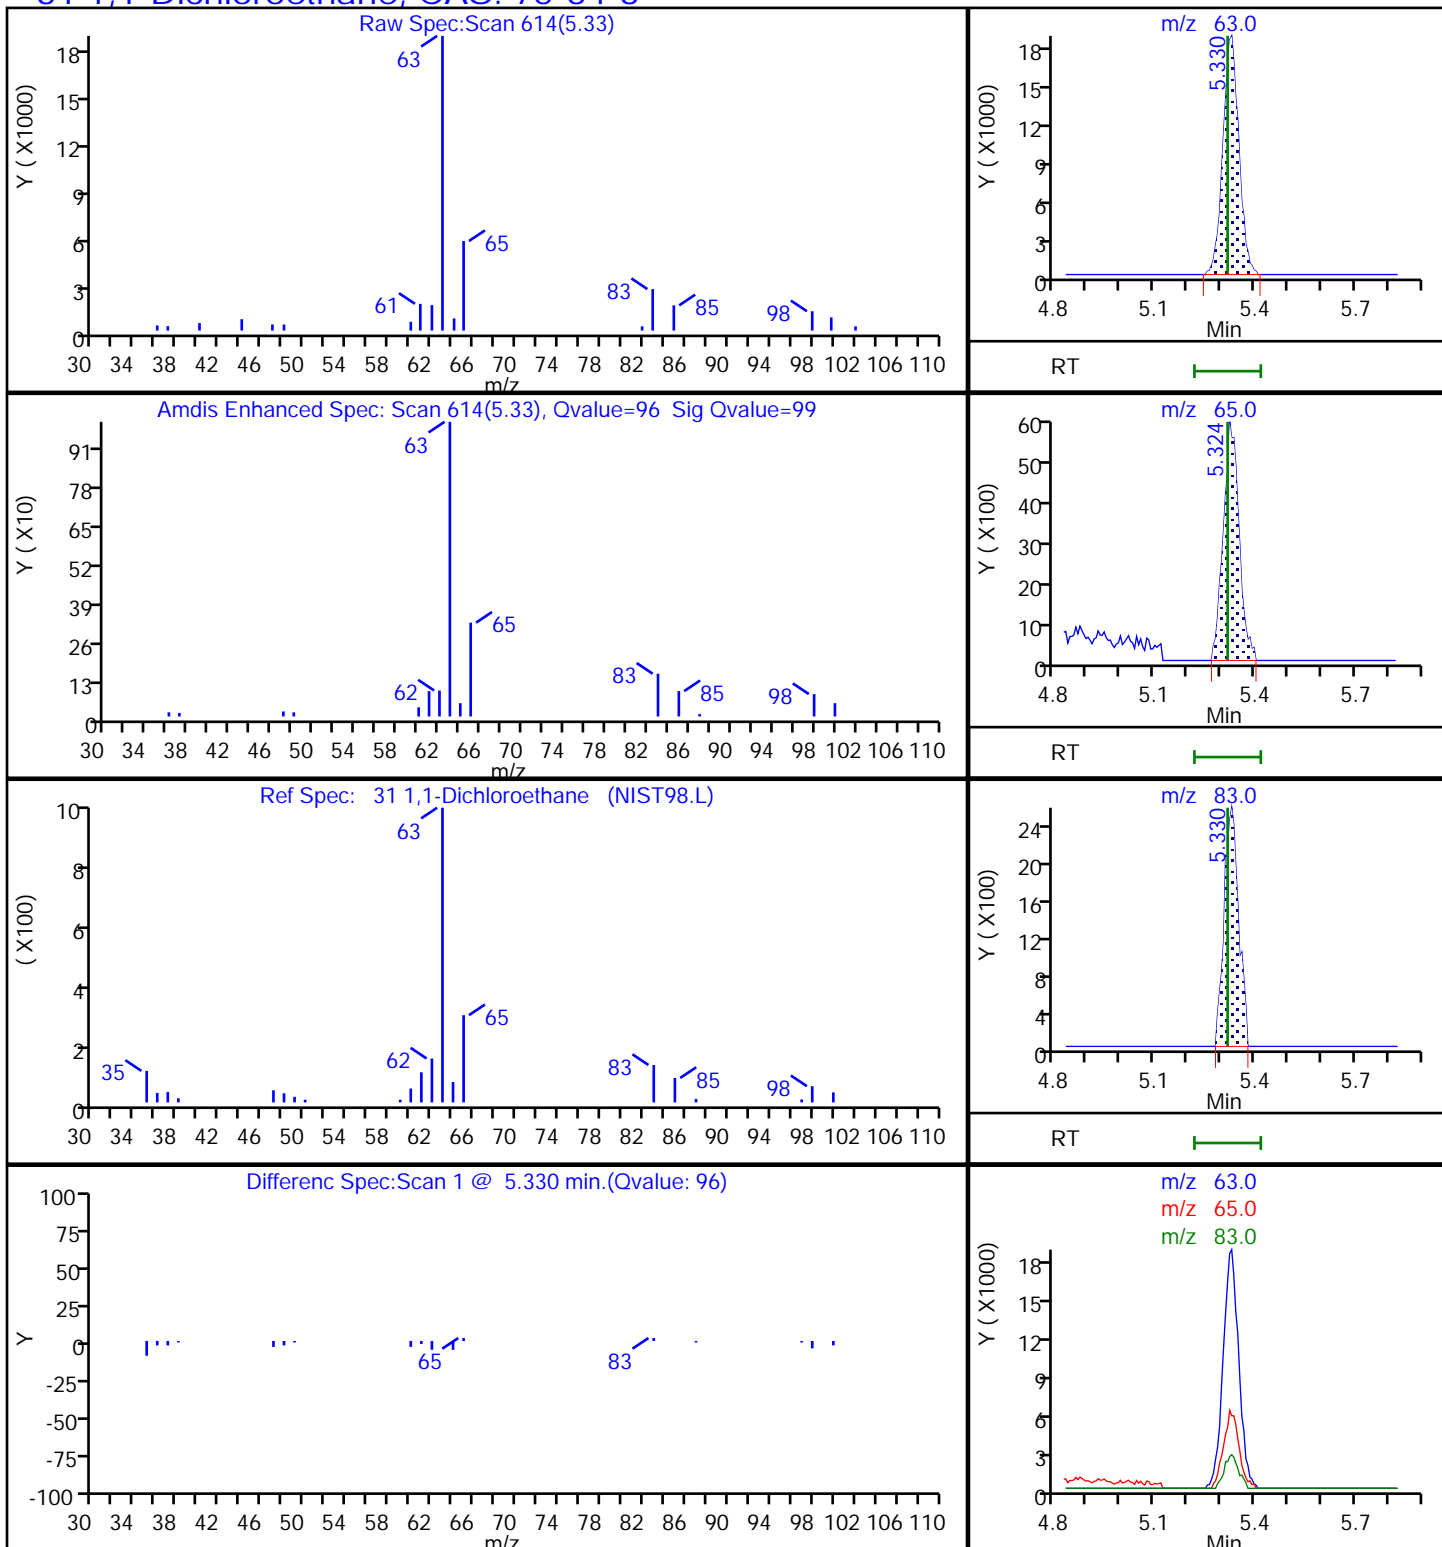 Raw Spec:Scan 614(5.33)
18
15
12
9
6
3
0
Y ( X1000)
63
65
61
83
85
98
30 34 38 42 46 50 54 58 62 66 70 74 78 82 86 90 94 98 102 106 110
m/z
m/z 63.0
18
15
12
9
6
3
0
Y ( X1000)
5.330
4.8 5.1 5.4 5.7
Min
RT
Amdis Enhanced Spec: Scan 614(5.33), Qvalue=96 Sig Qvalue=99
91
78
65
52
39
26
13
0
Y ( X10)
63
65
62
83
85
98
30 34 38 42 46 50 54 58 62 66 70 74 78 82 86 90 94 98 102 106 110
m/z
m/z 65.0
60
50
40
30
20
10
0
Y ( X100)
5.324
4.8 5.1 5.4 5.7
Min
RT
Ref Spec: 31 1,1-Dichloroethane (NIST98.L)
10
8
6
4
2
0
( X100)
63
65
35
62
83
85
98
30 34 38 42 46 50 54 58 62 66 70 74 78 82 86 90 94 98 102 106 110
m/z 83.0
24
20
16
12
8
4
0
Y ( X100)
5.330
4.8 5.1 5.4 5.7
Min
RT
Differenc Spec:Scan 1 @ 5.330 min.(Qvalue: 96)
100
75
50
25
0
-25
-50
-75
-100
Y
65
83
30 34 38 42 46 50 54 58 62 66 70 74 78 82 86 90 94 98 102 106 110
m/z
m/z 63.0
m/z 65.0
m/z 83.0
18
15
12
9
6
3
0
Y ( X1000)
4.8 5.1 5.4 5.7
Min